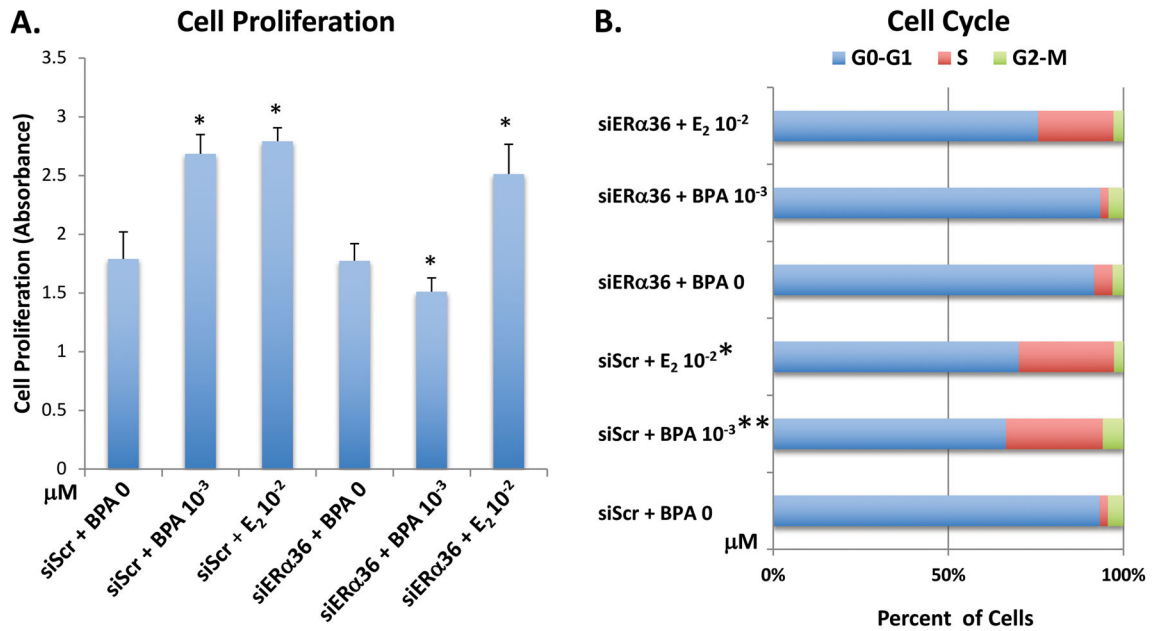 A. Cell Proliferation
Cell Proliferation (Absorbance)
3.5
3
2.5
2
1.5
1
0.5
0
* * * *
μM
siScr + BPA 0
siScr + BPA 10⁻³
siScr + E₂ 10⁻²
siERα36 + BPA 0
siERα36 + BPA 10⁻³
siERα36 + E₂ 10⁻²
B. Cell Cycle
G0-G1 S G2-M
siERα36 + E₂ 10⁻²
siERα36 + BPA 10⁻³
siERα36 + BPA 0
siScr + E₂ 10⁻²*
siScr + BPA 10⁻³**
siScr + BPA 0
μM
0% 50% 100%
Percent of Cells